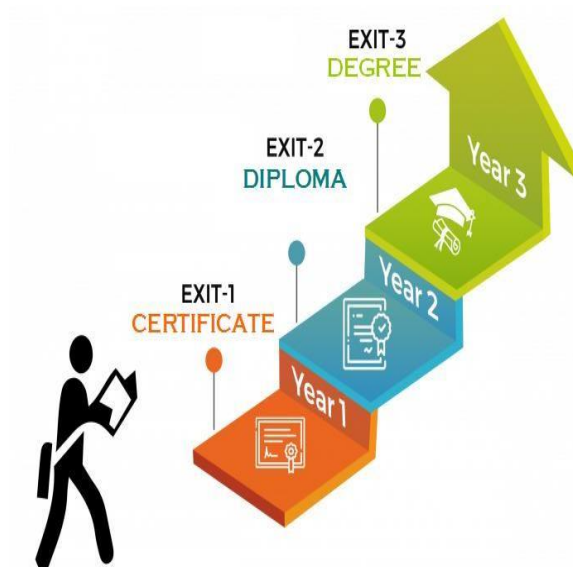 EXIT-3
DEGREE
Year 3
EXIT-2
DIPLOMA
Year 2
EXIT-1
CERTIFICATE
Year 1